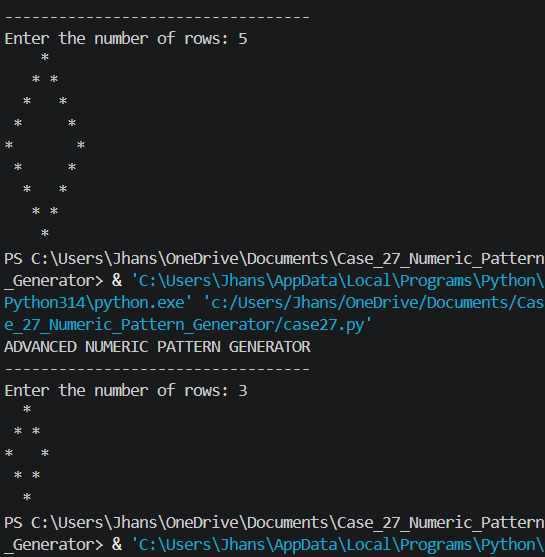 ----------------------------------
Enter the number of rows: 5
    *
   * *
  *   *
 *     *
*       *
 *     *
  *   *
   * *
    *
PS C:\Users\Jhans\OneDrive\Documents\Case_27_Numeric_Pattern
_Generator> & 'C:\Users\Jhans\AppData\Local\Programs\Python\
Python314\python.exe' 'c:/Users/Jhans/OneDrive/Documents/Cas
e_27_Numeric_Pattern_Generator/case27.py'
ADVANCED NUMERIC PATTERN GENERATOR
----------------------------------
Enter the number of rows: 3
  *
 * *
*   *
 * *
  *
PS C:\Users\Jhans\OneDrive\Documents\Case_27_Numeric_Pattern
_Generator> & 'C:\Users\Jhans\AppData\Local\Programs\Python\